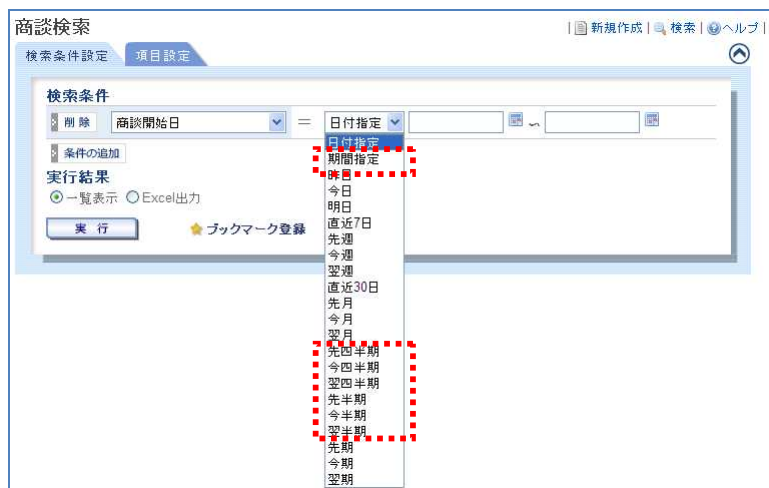 商談検索
|新規作成|検索|ヘルプ|
検索条件設定 項目設定
検索条件
削除 商談開始日 = 日付指定 ～
日付指定
期間指定
昨日
条件の追加
今日
実行結果
明日
一覧表示 Excel出力
直近7日
実行 ブックマーク登録
先週
今週
翌週
直近30日
先月
今月
翌月
先四半期
今四半期
翌四半期
先半期
今半期
翌半期
先期
今期
翌期